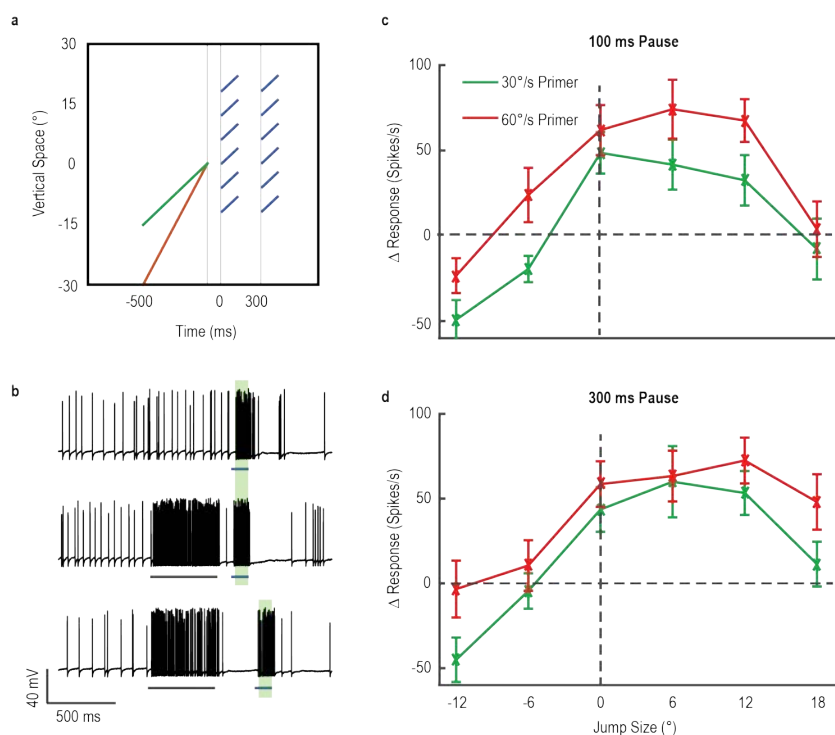 a
30
15
0
-15
-30
Vertical Space (°)
-500
0
300
Time (ms)
b
40 mV
500 ms
c
100 ms Pause
100
50
0
-50
Δ Response (Spikes/s)
30°/s Primer
60°/s Primer
d
300 ms Pause
100
50
0
-50
Δ Response (Spikes/s)
-12
-6
0
6
12
18
Jump Size (°)